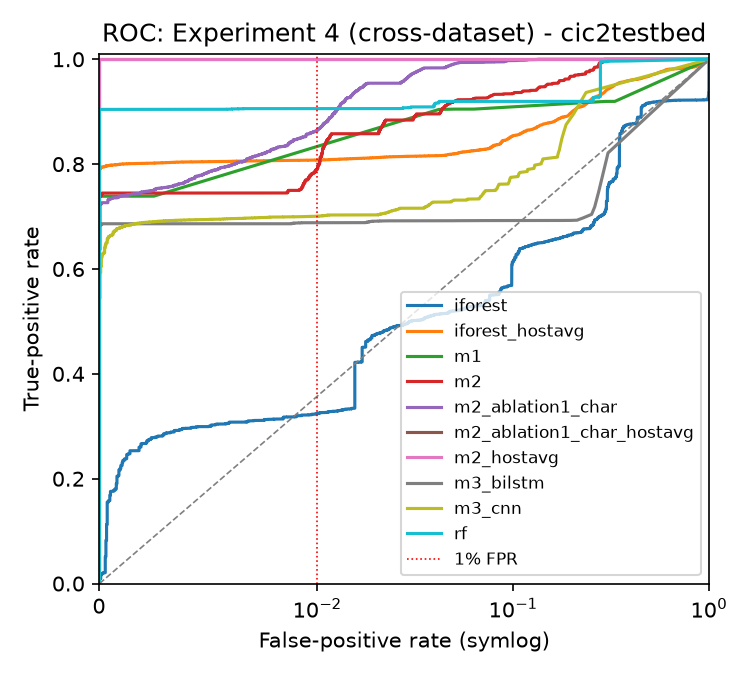 ROC: Experiment 4 (cross-dataset) - cic2testbed
True-positive rate
1.0
0.8
0.6
0.4
0.2
0.0
0
10⁻²
10⁻¹
10⁰
False-positive rate (symlog)
iforest
iforest_hostavg
m1
m2
m2_ablation1_char
m2_ablation1_char_hostavg
m2_hostavg
m3_bilstm
m3_cnn
rf
1% FPR